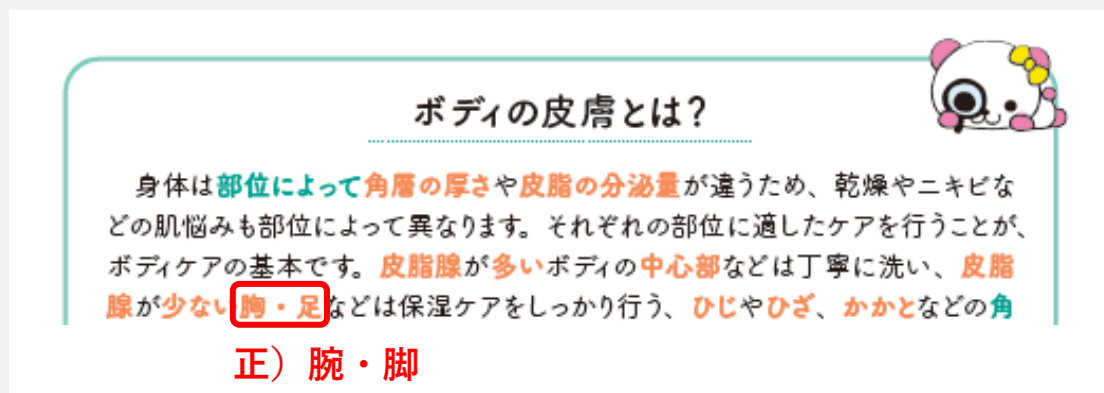 ボディの皮膚とは？
身体は部位によって角層の厚さや皮脂の分泌量が違うため、乾燥やニキビな
どの肌悩みも部位によって異なります。それぞれの部位に適したケアを行うことが、
ボディケアの基本です。皮脂腺が多いボディの中心部などは丁寧に洗い、皮脂
腺が少ない胸・足などは保湿ケアをしっかり行う、ひじやひざ、かかとなどの角
正）腕・脚